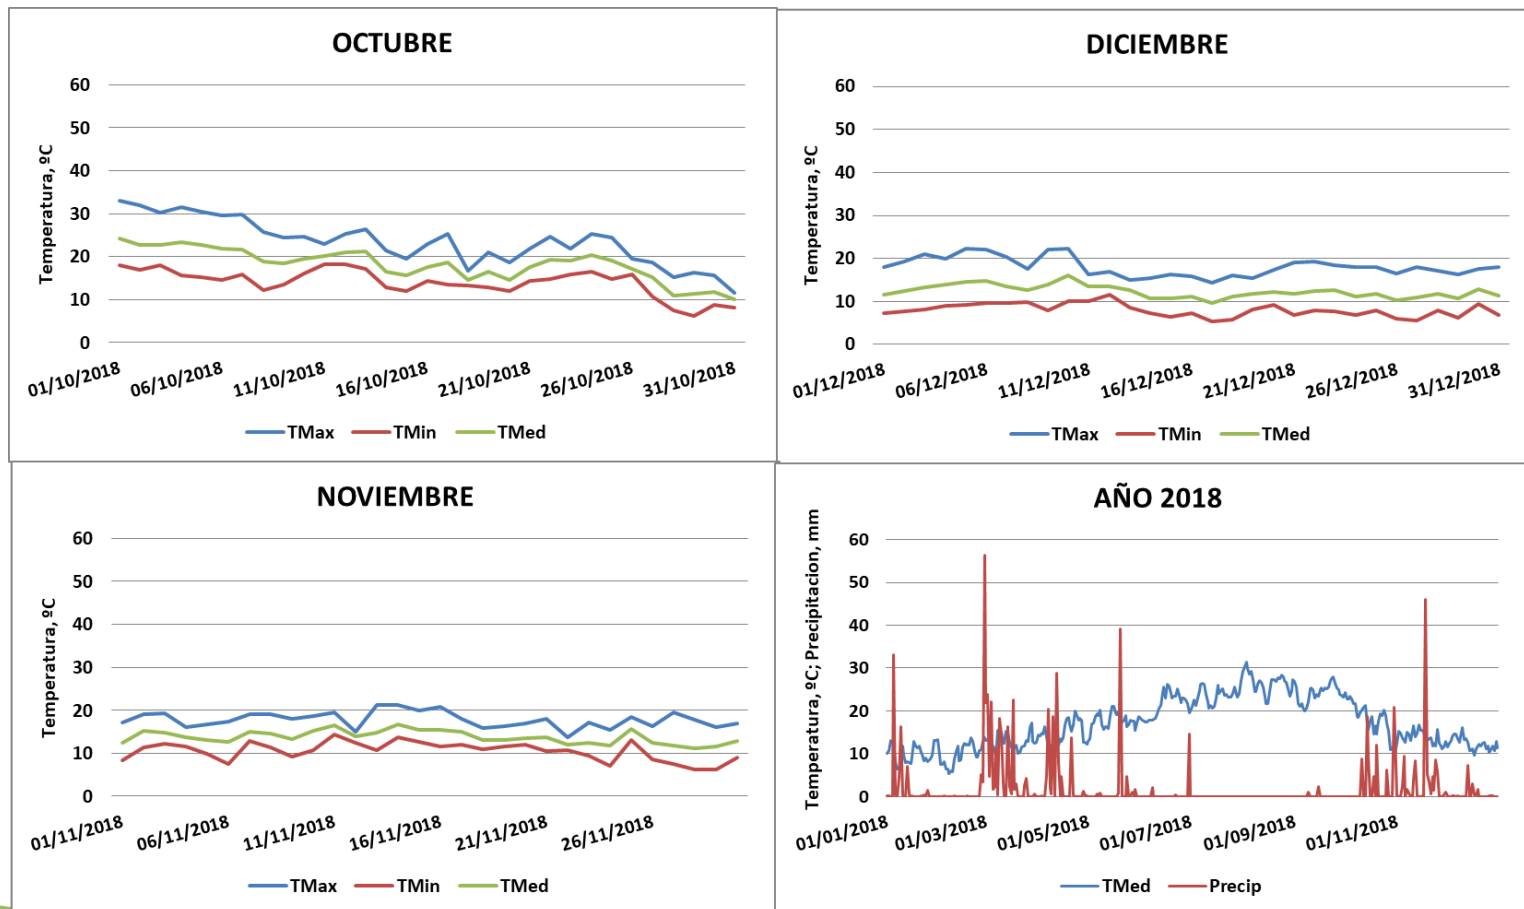 OCTUBRE
Temperatura, ºC
60
50
40
30
20
10
0
01/10/2018 06/10/2018 11/10/2018 16/10/2018 21/10/2018 26/10/2018 31/10/2018
TMax TMin TMed
DICIEMBRE
Temperatura, ºC
60
50
40
30
20
10
0
01/12/2018 06/12/2018 11/12/2018 16/12/2018 21/12/2018 26/12/2018 31/12/2018
TMax TMin TMed
NOVIEMBRE
Temperatura, ºC
60
50
40
30
20
10
0
01/11/2018 06/11/2018 11/11/2018 16/11/2018 21/11/2018 26/11/2018
TMax TMin TMed
AÑO 2018
Temperatura, ºC; Precipitacion, mm
60
50
40
30
20
10
0
01/01/2018 01/03/2018 01/05/2018 01/07/2018 01/09/2018 01/11/2018
TMed Precip